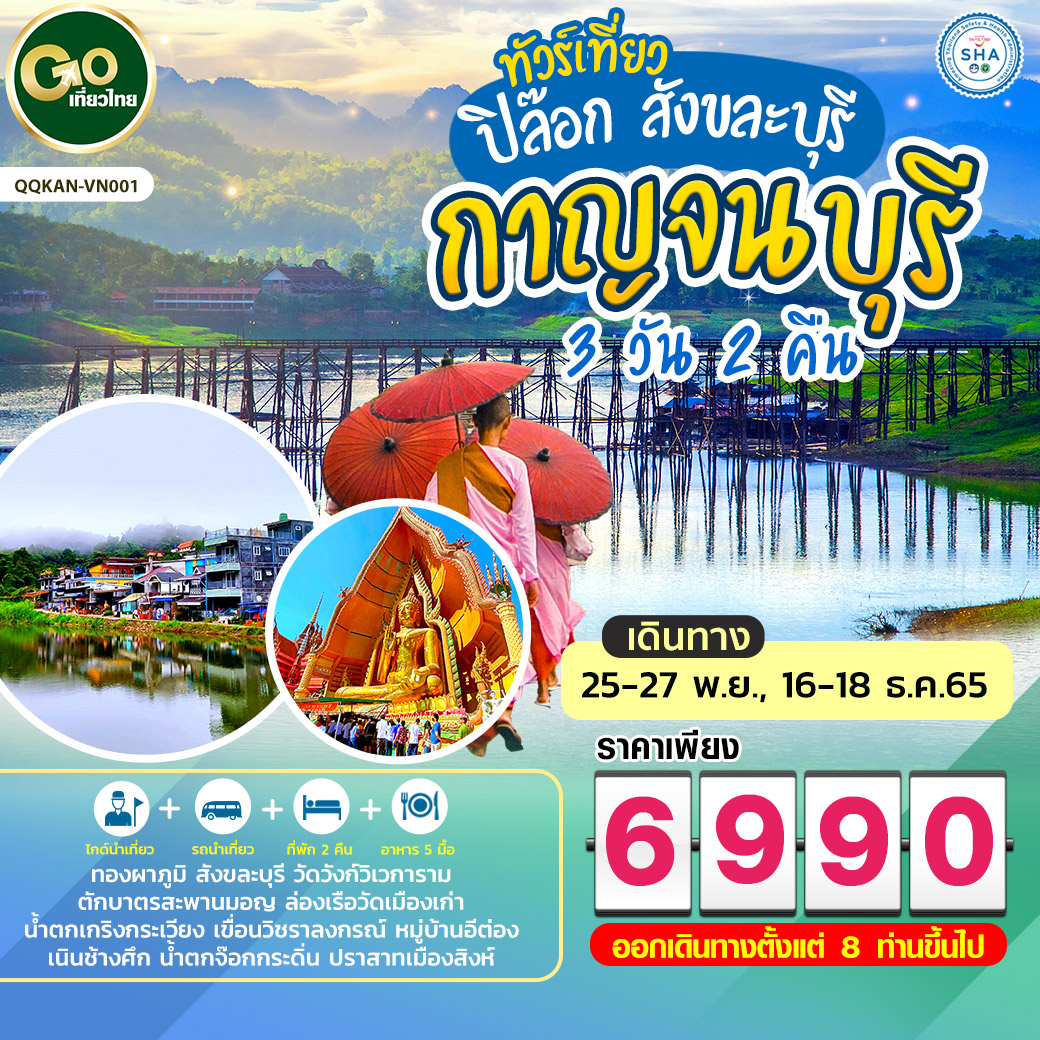 GO
เที่ยวไทย
QQKAN-VN001
Amazing Thailand Safety & Health Administration
SHA
ทัวร์เที่ยว
ปิล๊อก สังขละบุรี
กาญจนบุรี
3 วัน 2 คืน
เดินทาง
25-27 พ.ย., 16-18 ธ.ค.65
ราคาเพียง
6990
ออกเดินทางตั้งแต่ 8 ท่านขึ้นไป
ไกด์นำเที่ยว + รถนำเที่ยว + ที่พัก 2 คืน + อาหาร 5 มื้อ
ทองผาภูมิ สังขละบุรี วัดวังก์วิเวการาม
ตักบาตรสะพานมอญ ล่องเรือวัดเมืองเก่า
น้ำตกเกริงกระเวียง เขื่อนวิชราลงกรณ์ หมู่บ้านอีต่อง
เนินช้างศึก น้ำตกจ๊อกกระดิ่น ปราสาทเมืองสิงห์